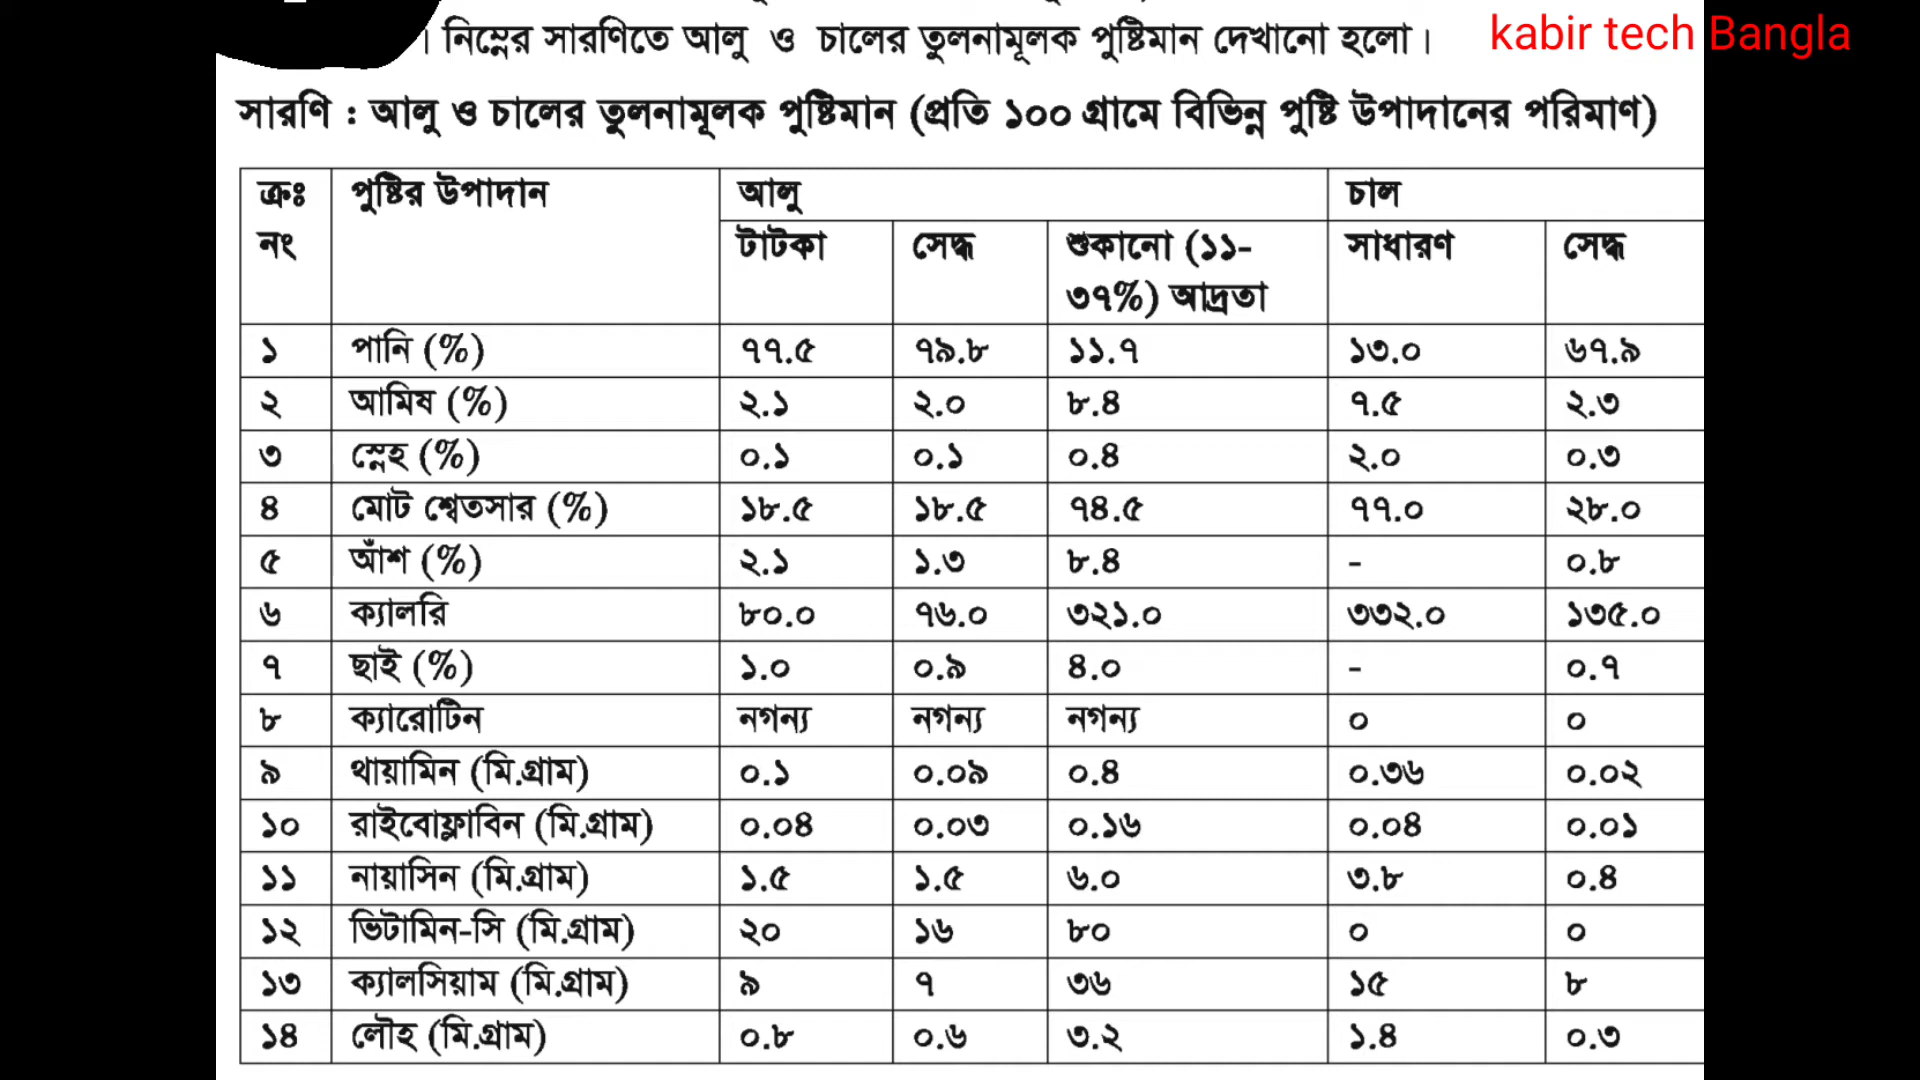 । নিম্নের সারণিতে আলু ও চালের তুলনামূলক পুষ্টিমান দেখানো হলো।
kabir tech Bangla
সারণি : আলু ও চালের তুলনামূলক পুষ্টিমান (প্রতি ১০০ গ্রামে বিভিন্ন পুষ্টি উপাদানের পরিমাণ)
ক্রঃ নং পুষ্টির উপাদান আলু চাল
টাটকা সেদ্ধ শুকানো (১১-৩৭%) আদ্রতা সাধারণ সেদ্ধ
১ পানি (%) ৭৭.৫ ৭৯.৮ ১১.৭ ১৩.০ ৬৭.৯
২ আমিষ (%) ২.১ ২.০ ৮.৪ ৭.৫ ২.৩
৩ স্নেহ (%) ০.১ ০.১ ০.৪ ২.০ ০.৩
৪ মোট শ্বেতসার (%) ১৮.৫ ১৮.৫ ৭৪.৫ ৭৭.০ ২৮.০
৫ আঁশ (%) ২.১ ১.৩ ৮.৪ - ০.৮
৬ ক্যালরি ৮০.০ ৭৬.০ ৩২১.০ ৩৩২.০ ১৩৫.০
৭ ছাই (%) ১.০ ০.৯ ৪.০ - ০.৭
৮ ক্যারোটিন নগন্য নগন্য নগন্য ০ ০
৯ থায়ামিন (মি.গ্রাম) ০.১ ০.০৯ ০.৪ ০.৩৬ ০.০২
১০ রাইবোফ্লাবিন (মি.গ্রাম) ০.০৪ ০.০৩ ০.১৬ ০.০৪ ০.০১
১১ নায়াসিন (মি.গ্রাম) ১.৫ ১.৫ ৬.০ ৩.৮ ০.৪
১২ ভিটামিন-সি (মি.গ্রাম) ২০ ১৬ ৮০ ০ ০
১৩ ক্যালসিয়াম (মি.গ্রাম) ৯ ৭ ৩৬ ১৫ ৮
১৪ লৌহ (মি.গ্রাম) ০.৮ ০.৬ ৩.২ ১.৪ ০.৩